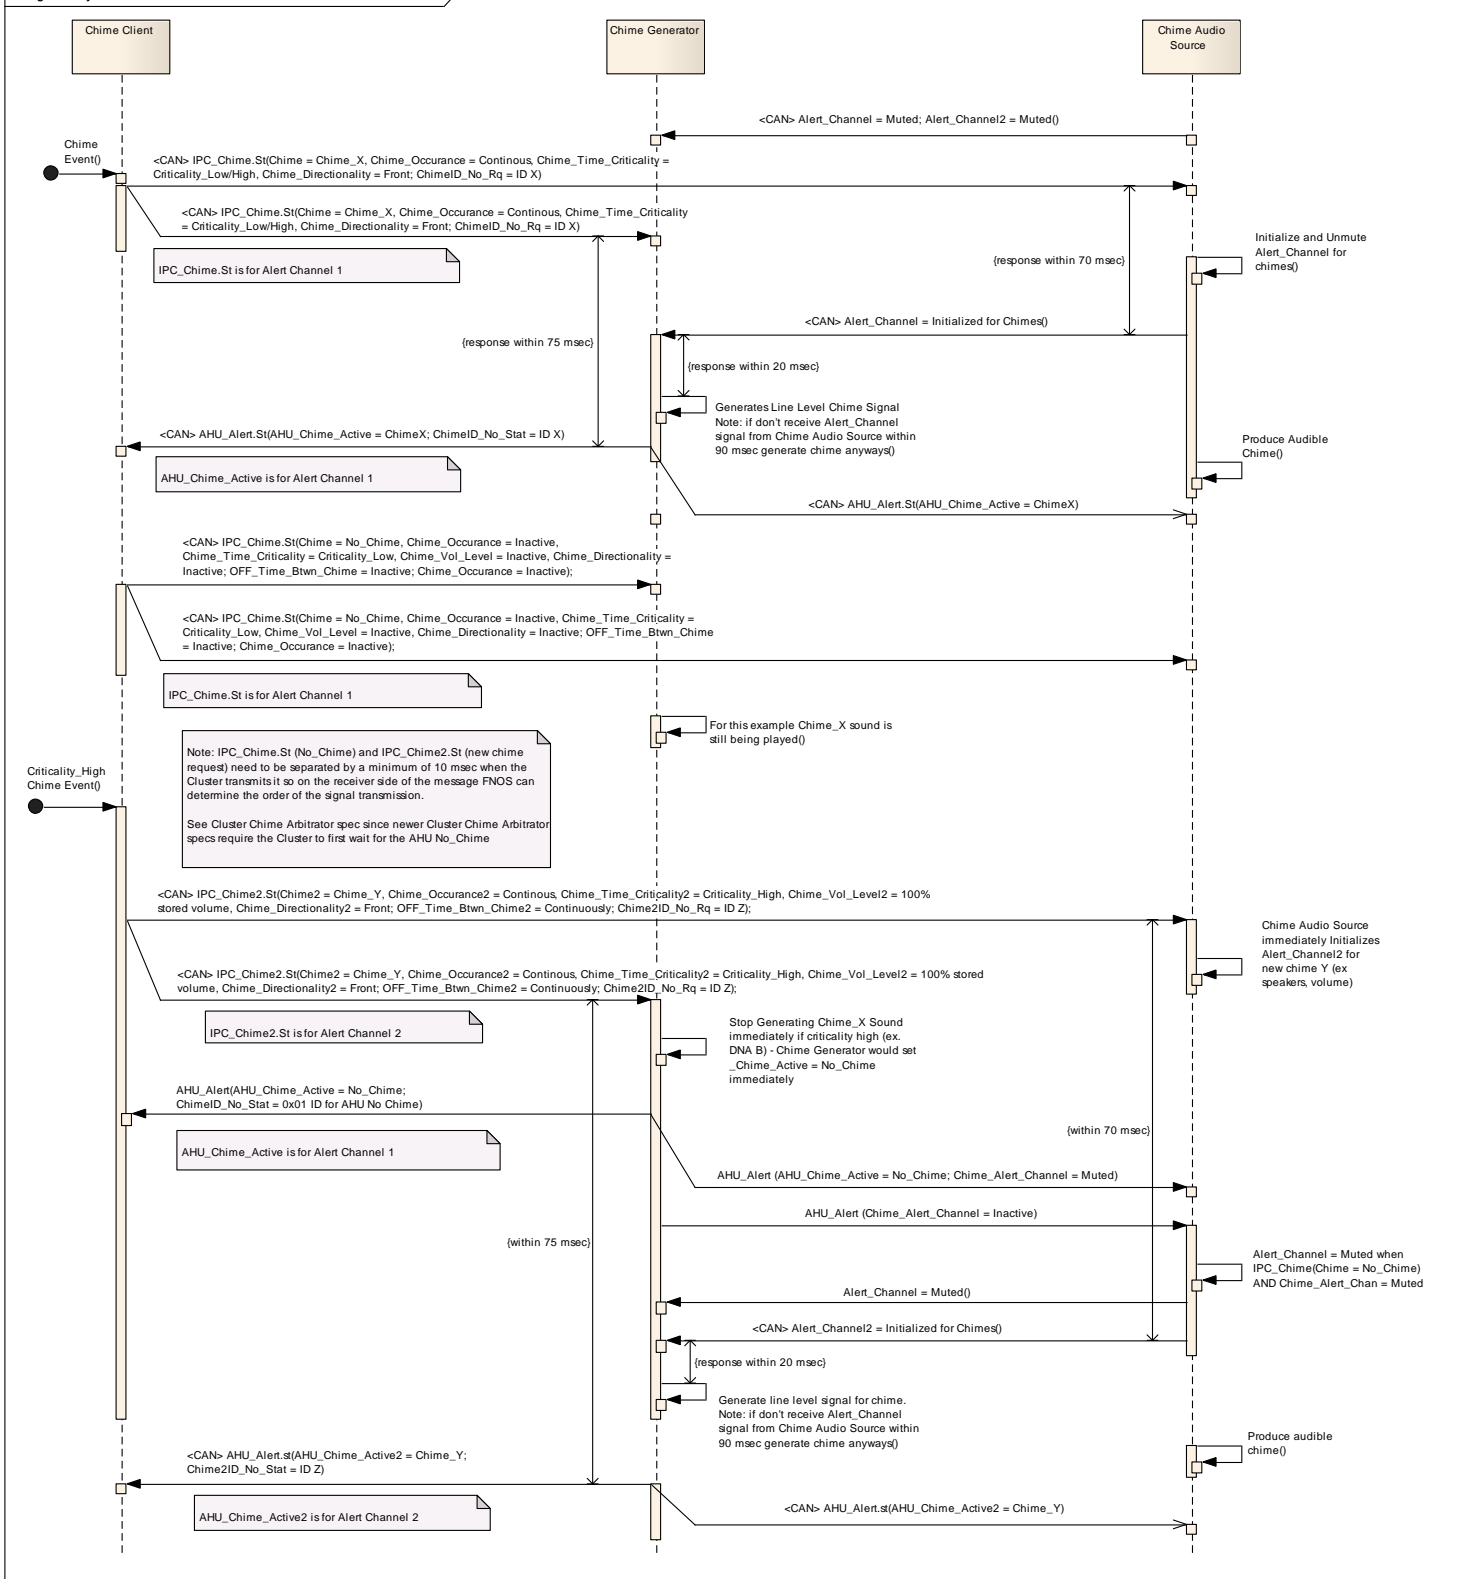 Chime Client
Chime Generator
Chime Audio
Source
<CAN> Alert_Channel = Muted; Alert_Channel2 = Muted()
Chime
Event()
<CAN> IPC_Chime.St(Chime = Chime_X, Chime_Occurance = Continous, Chime_Time_Criticality =
Criticality_Low/High, Chime_Directionality = Front; ChimeID_No_Rq = ID X)
<CAN> IPC_Chime.St(Chime = Chime_X, Chime_Occurance = Continous, Chime_Time_Criticality
= Criticality_Low/High, Chime_Directionality = Front; ChimeID_No_Rq = ID X)
IPC_Chime.St is for Alert Channel 1
{response within 70 msec}
Initialize and Unmute
Alert_Channel for
chimes()
<CAN> Alert_Channel = Initialized for Chimes()
{response within 75 msec}
{response within 20 msec}
Generates Line Level Chime Signal
Note: if don't receive Alert_Channel
signal from Chime Audio Source within
90 msec generate chime anyways()
<CAN> AHU_Alert.St(AHU_Chime_Active = ChimeX; ChimeID_No_Stat = ID X)
AHU_Chime_Active is for Alert Channel 1
Produce Audible
Chime()
<CAN> AHU_Alert.St(AHU_Chime_Active = ChimeX)
<CAN> IPC_Chime.St(Chime = No_Chime, Chime_Occurance = Inactive,
Chime_Time_Criticality = Criticality_Low, Chime_Vol_Level = Inactive, Chime_Directionality =
Inactive; OFF_Time_Btwn_Chime = Inactive; Chime_Occurance = Inactive);
<CAN> IPC_Chime.St(Chime = No_Chime, Chime_Occurance = Inactive, Chime_Time_Criticality =
Criticality_Low, Chime_Vol_Level = Inactive, Chime_Directionality = Inactive; OFF_Time_Btwn_Chime
= Inactive; Chime_Occurance = Inactive);
IPC_Chime.St is for Alert Channel 1
For this example Chime_X sound is
still being played()
Note: IPC_Chime.St (No_Chime) and IPC_Chime2.St (new chime
request) need to be separated by a minimum of 10 msec when the
Cluster transmits it so on the receiver side of the message FNOS can
determine the order of the signal transmission.
See Cluster Chime Arbitrator spec since newer Cluster Chime Arbitrator
specs require the Cluster to first wait for the AHU No_Chime
Criticality_High
Chime Event()
<CAN> IPC_Chime2.St(Chime2 = Chime_Y, Chime_Occurance2 = Continous, Chime_Time_Criticality2 = Criticality_High, Chime_Vol_Level2 = 100%
stored volume, Chime_Directionality2 = Front; OFF_Time_Btwn_Chime2 = Continuously; Chime2ID_No_Rq = ID Z);
Chime Audio Source
immediately Initializes
Alert_Channel2 for
new chime Y (ex
speakers, volume)
<CAN> IPC_Chime2.St(Chime2 = Chime_Y, Chime_Occurance2 = Continous, Chime_Time_Criticality2 = Criticality_High, Chime_Vol_Level2 = 100% stored
volume, Chime_Directionality2 = Front; OFF_Time_Btwn_Chime2 = Continuously; Chime2ID_No_Rq = ID Z);
IPC_Chime2.St is for Alert Channel 2
Stop Generating Chime_X Sound
immediately if criticality high (ex.
DNA B) - Chime Generator would set
_Chime_Active = No_Chime
immediately
AHU_Alert(AHU_Chime_Active = No_Chime;
ChimeID_No_Stat = 0x01 ID for AHU No Chime)
{within 70 msec}
AHU_Chime_Active is for Alert Channel 1
AHU_Alert (AHU_Chime_Active = No_Chime; Chime_Alert_Channel = Muted)
AHU_Alert (Chime_Alert_Channel = Inactive)
{within 75 msec}
Alert_Channel = Muted when
IPC_Chime(Chime = No_Chime)
AND Chime_Alert_Chan = Muted
Alert_Channel = Muted()
<CAN> Alert_Channel2 = Initialized for Chimes()
{response within 20 msec}
Generate line level signal for chime.
Note: if don't receive Alert_Channel
signal from Chime Audio Source within
90 msec generate chime anyways()
Produce audible
chime()
<CAN> AHU_Alert.st(AHU_Chime_Active2 = Chime_Y;
Chime2ID_No_Stat = ID Z)
AHU_Chime_Active2 is for Alert Channel 2
<CAN> AHU_Alert.st(AHU_Chime_Active2 = Chime_Y)